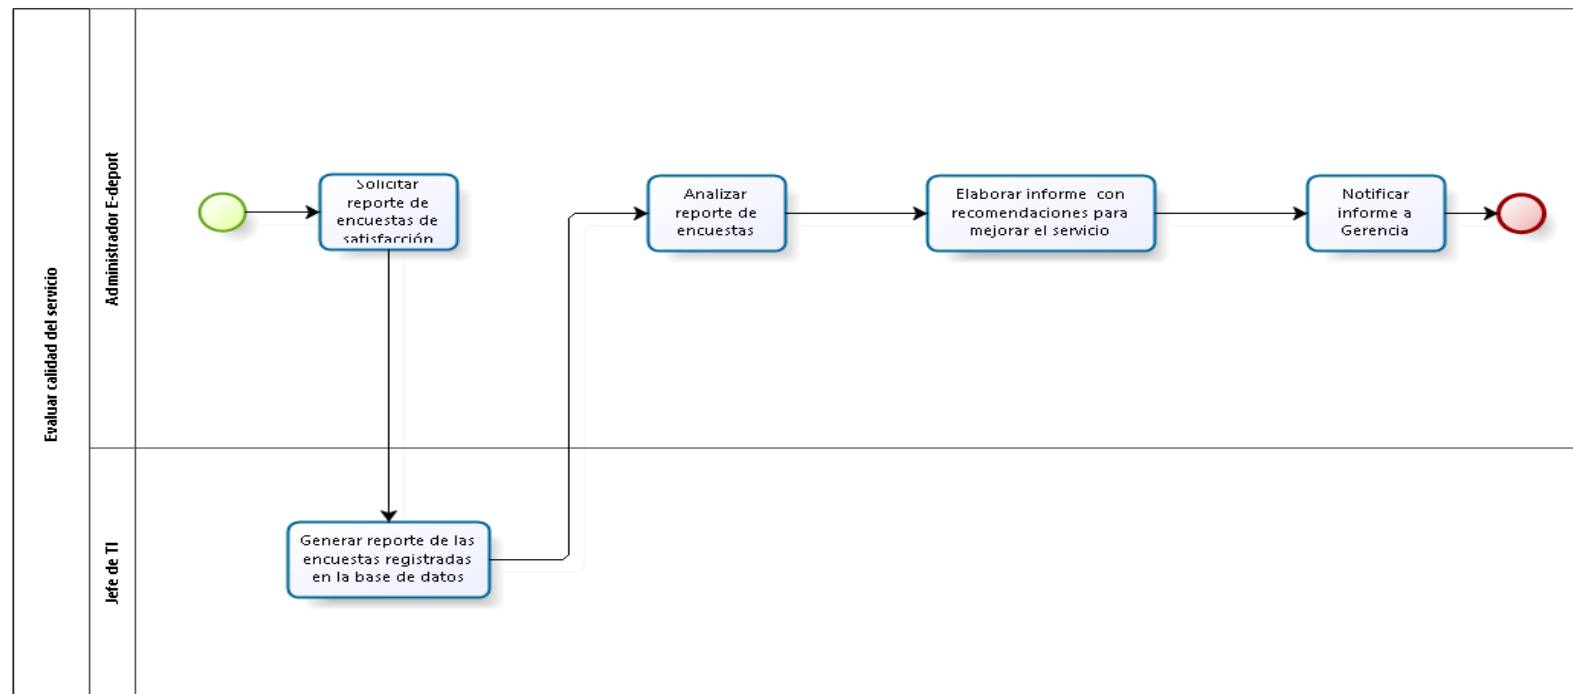 Evaluar calidad del servicio
Administrador E-deport
Solicitar
reporte de
encuestas de
satisfacción
Analizar
reporte de
encuestas
Elaborar informe con
recomendaciones para
mejorar el servicio
Notificar
informe a
Gerencia
Jefe de TI
Generar reporte de las
encuestas registradas
en la base de datos